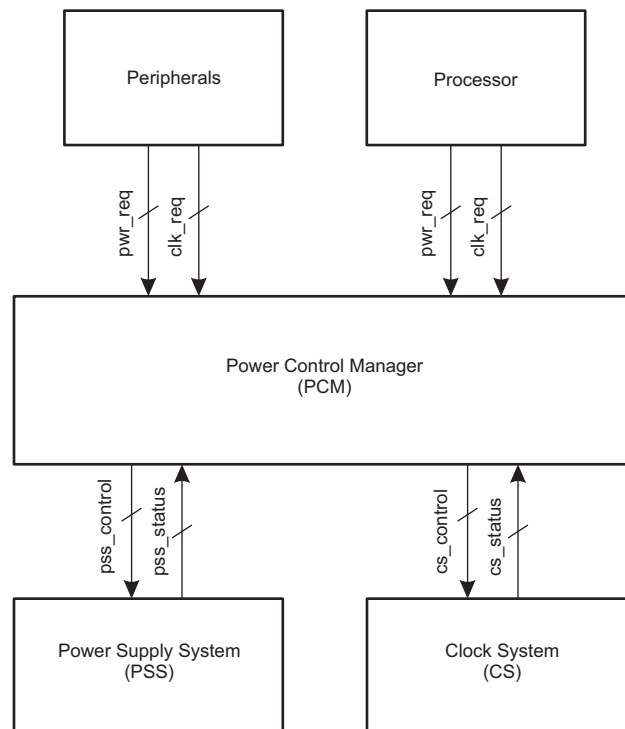 Peripherals
Processor
pwr_req
clk_req
pwr_req
clk_req
Power Control Manager
(PCM)
pss_control
pss_status
cs_control
cs_status
Power Supply System
(PSS)
Clock System
(CS)